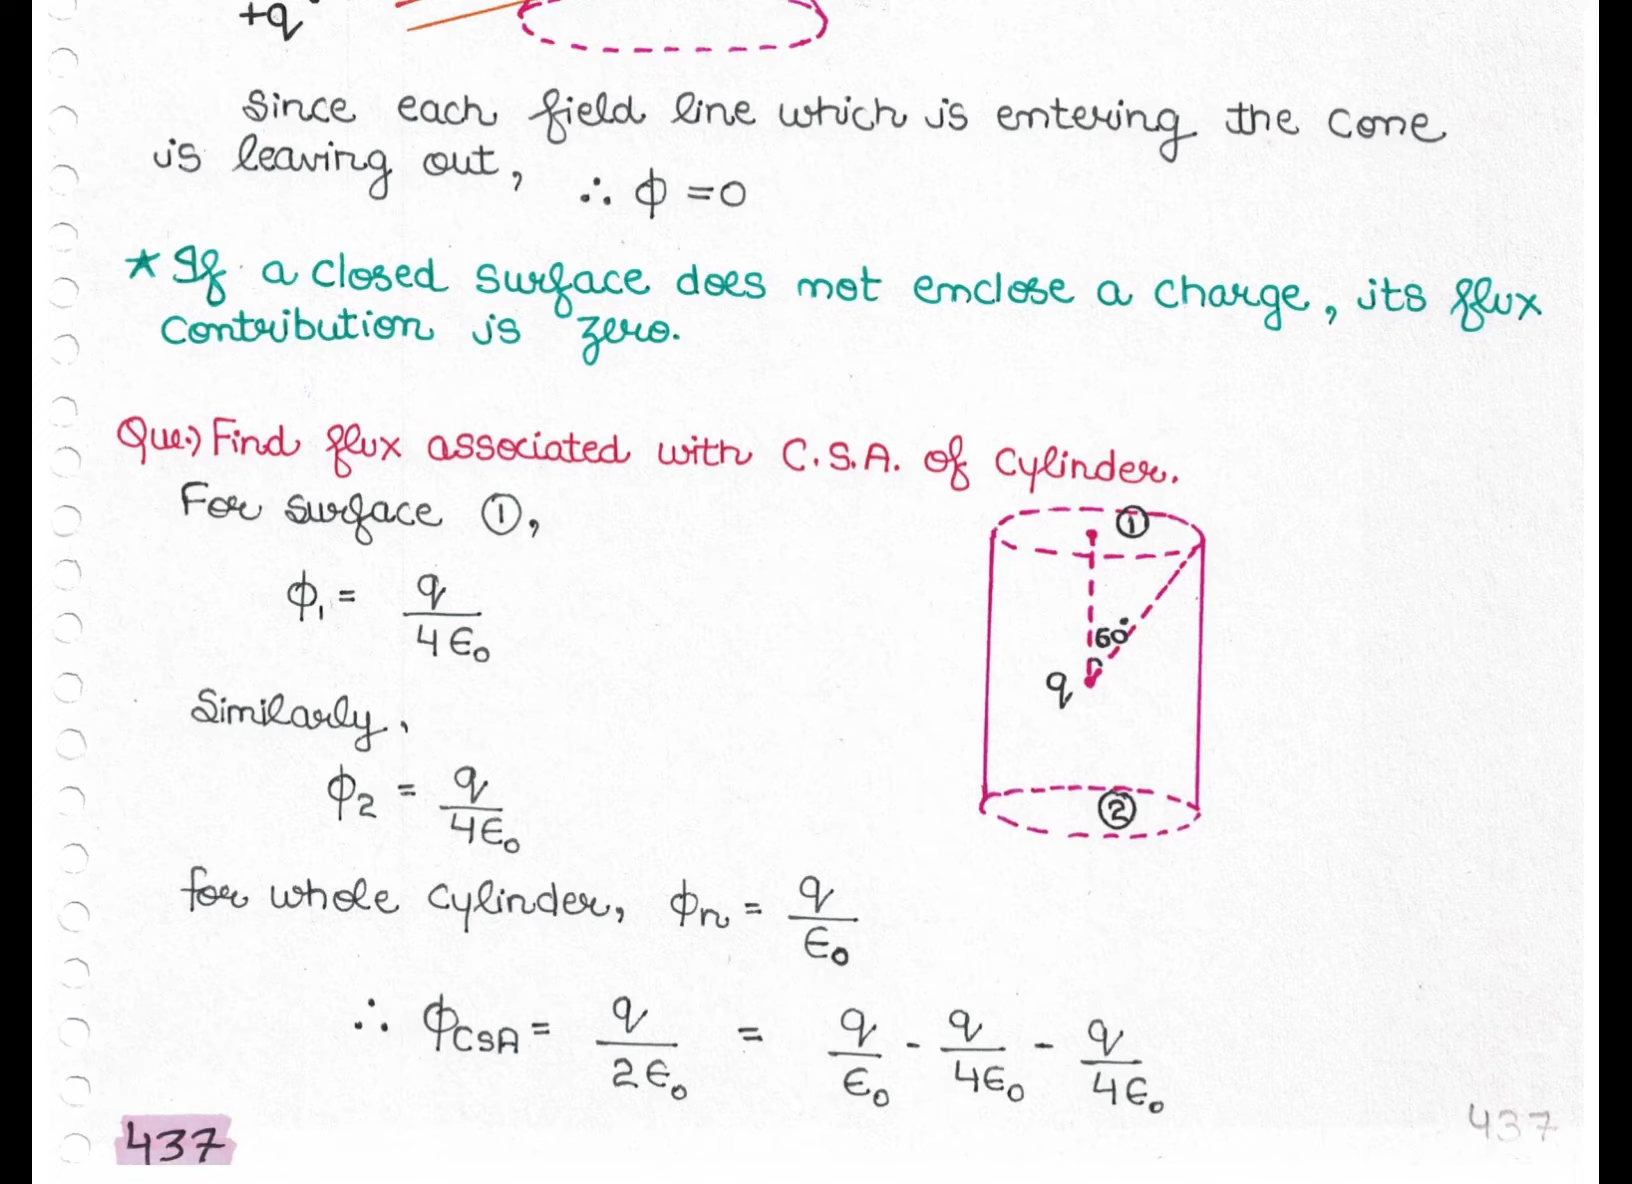 +q
Since each field line which is entering the cone
is leaving out, ∴ ϕ = 0
★ If a closed surface does not enclose a charge, its flux
contribution is zero.
Que:) Find flux associated with C.S.A. of Cylinder.
For surface ①,
ϕ₁ = q / 4ϵ₀
Similarly,
ϕ₂ = q / 4ϵ₀
for whole cylinder, ϕn = q / ϵ₀
∴ ϕCSA = q / 2ϵ₀ = q / ϵ₀ - q / 4ϵ₀ - q / 4ϵ₀
①
60°
q
②
437
437